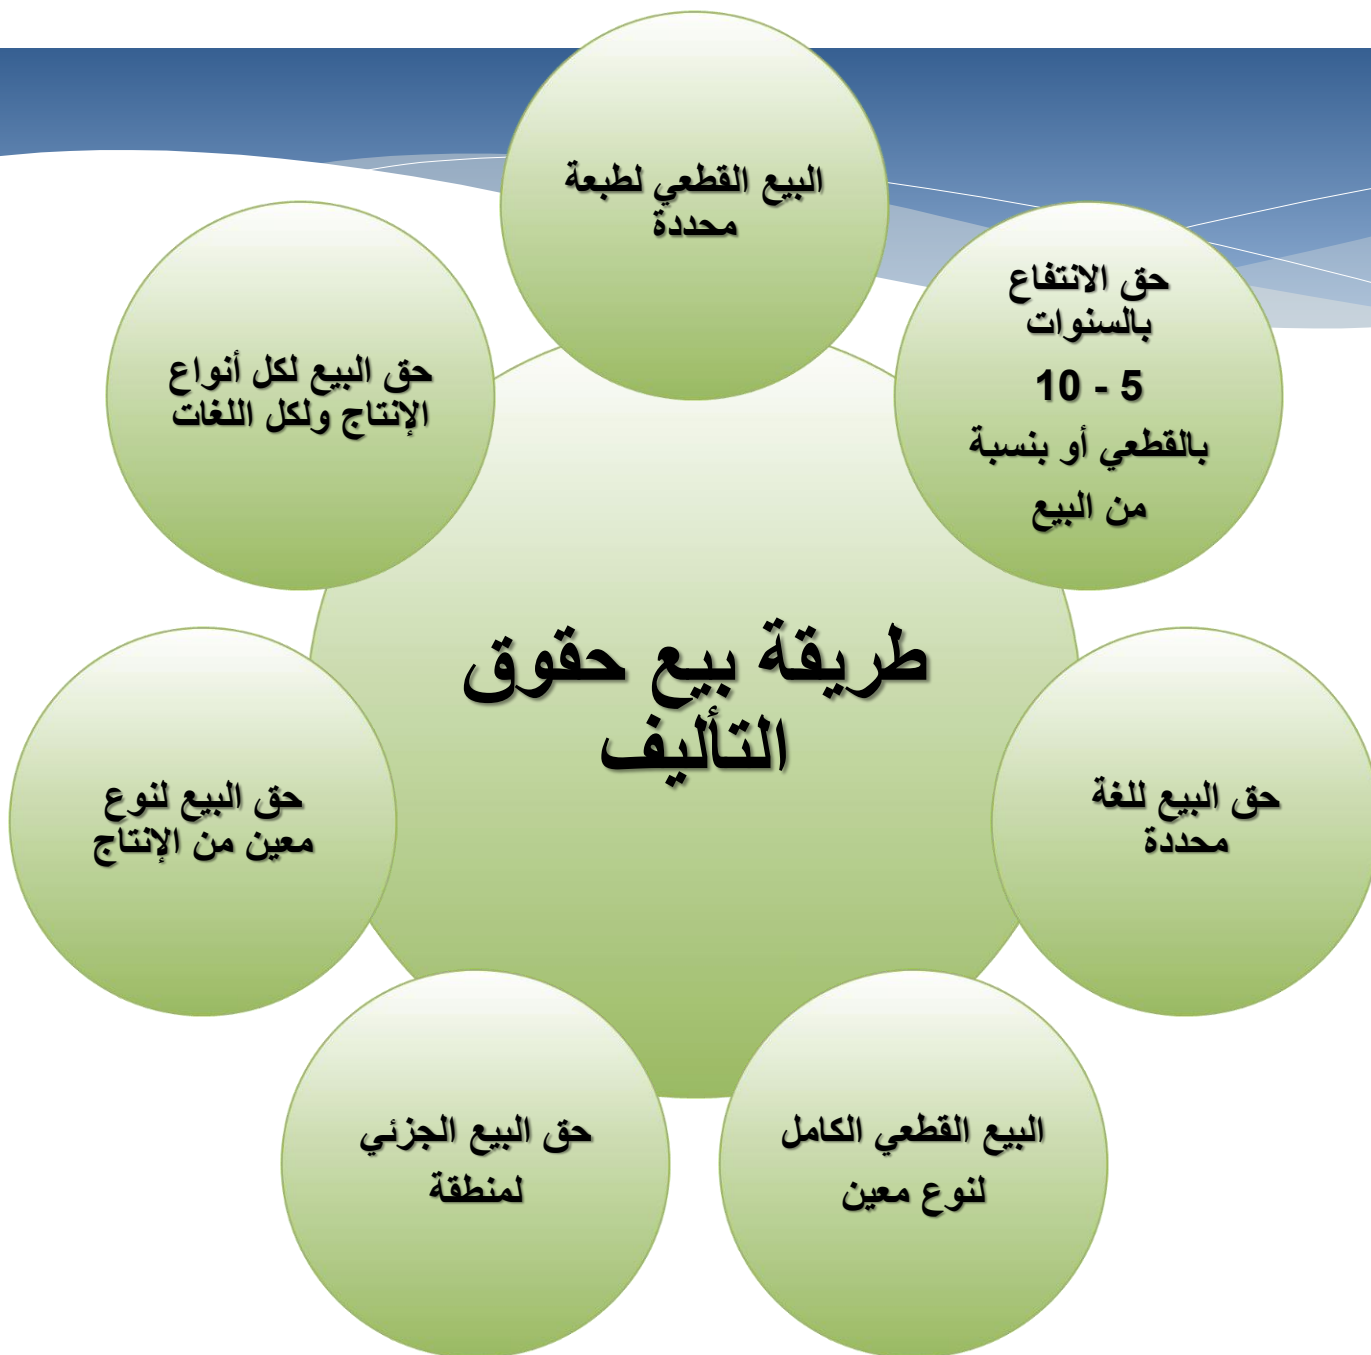 طريقة بيع حقوق
التأليف
البيع القطعي لطبعة
محددة
حق الانتفاع
بالسنوات
5 - 10
بالقطعي أو بنسبة
من البيع
حق البيع للغة
محددة
البيع القطعي الكامل
لنوع معين
حق البيع الجزئي
لمنطقة
حق البيع لنوع
معين من الإنتاج
حق البيع لكل أنواع
الإنتاج ولكل اللغات